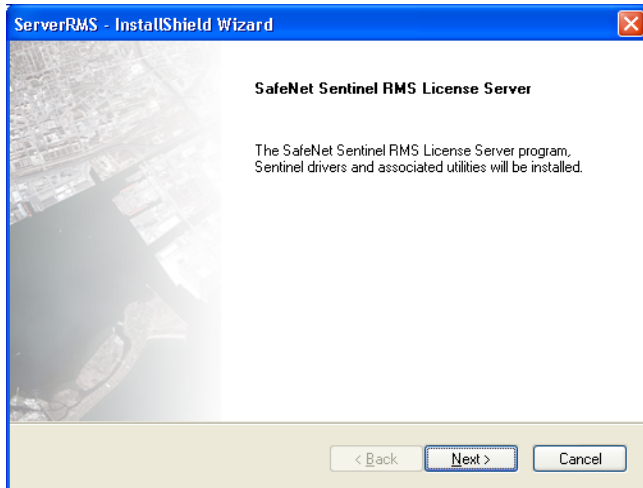 ServerRMS - InstallShield Wizard
SafeNet Sentinel RMS License Server
The SafeNet Sentinel RMS License Server program,
Sentinel drivers and associated utilities will be installed.
< Back
Next >
Cancel